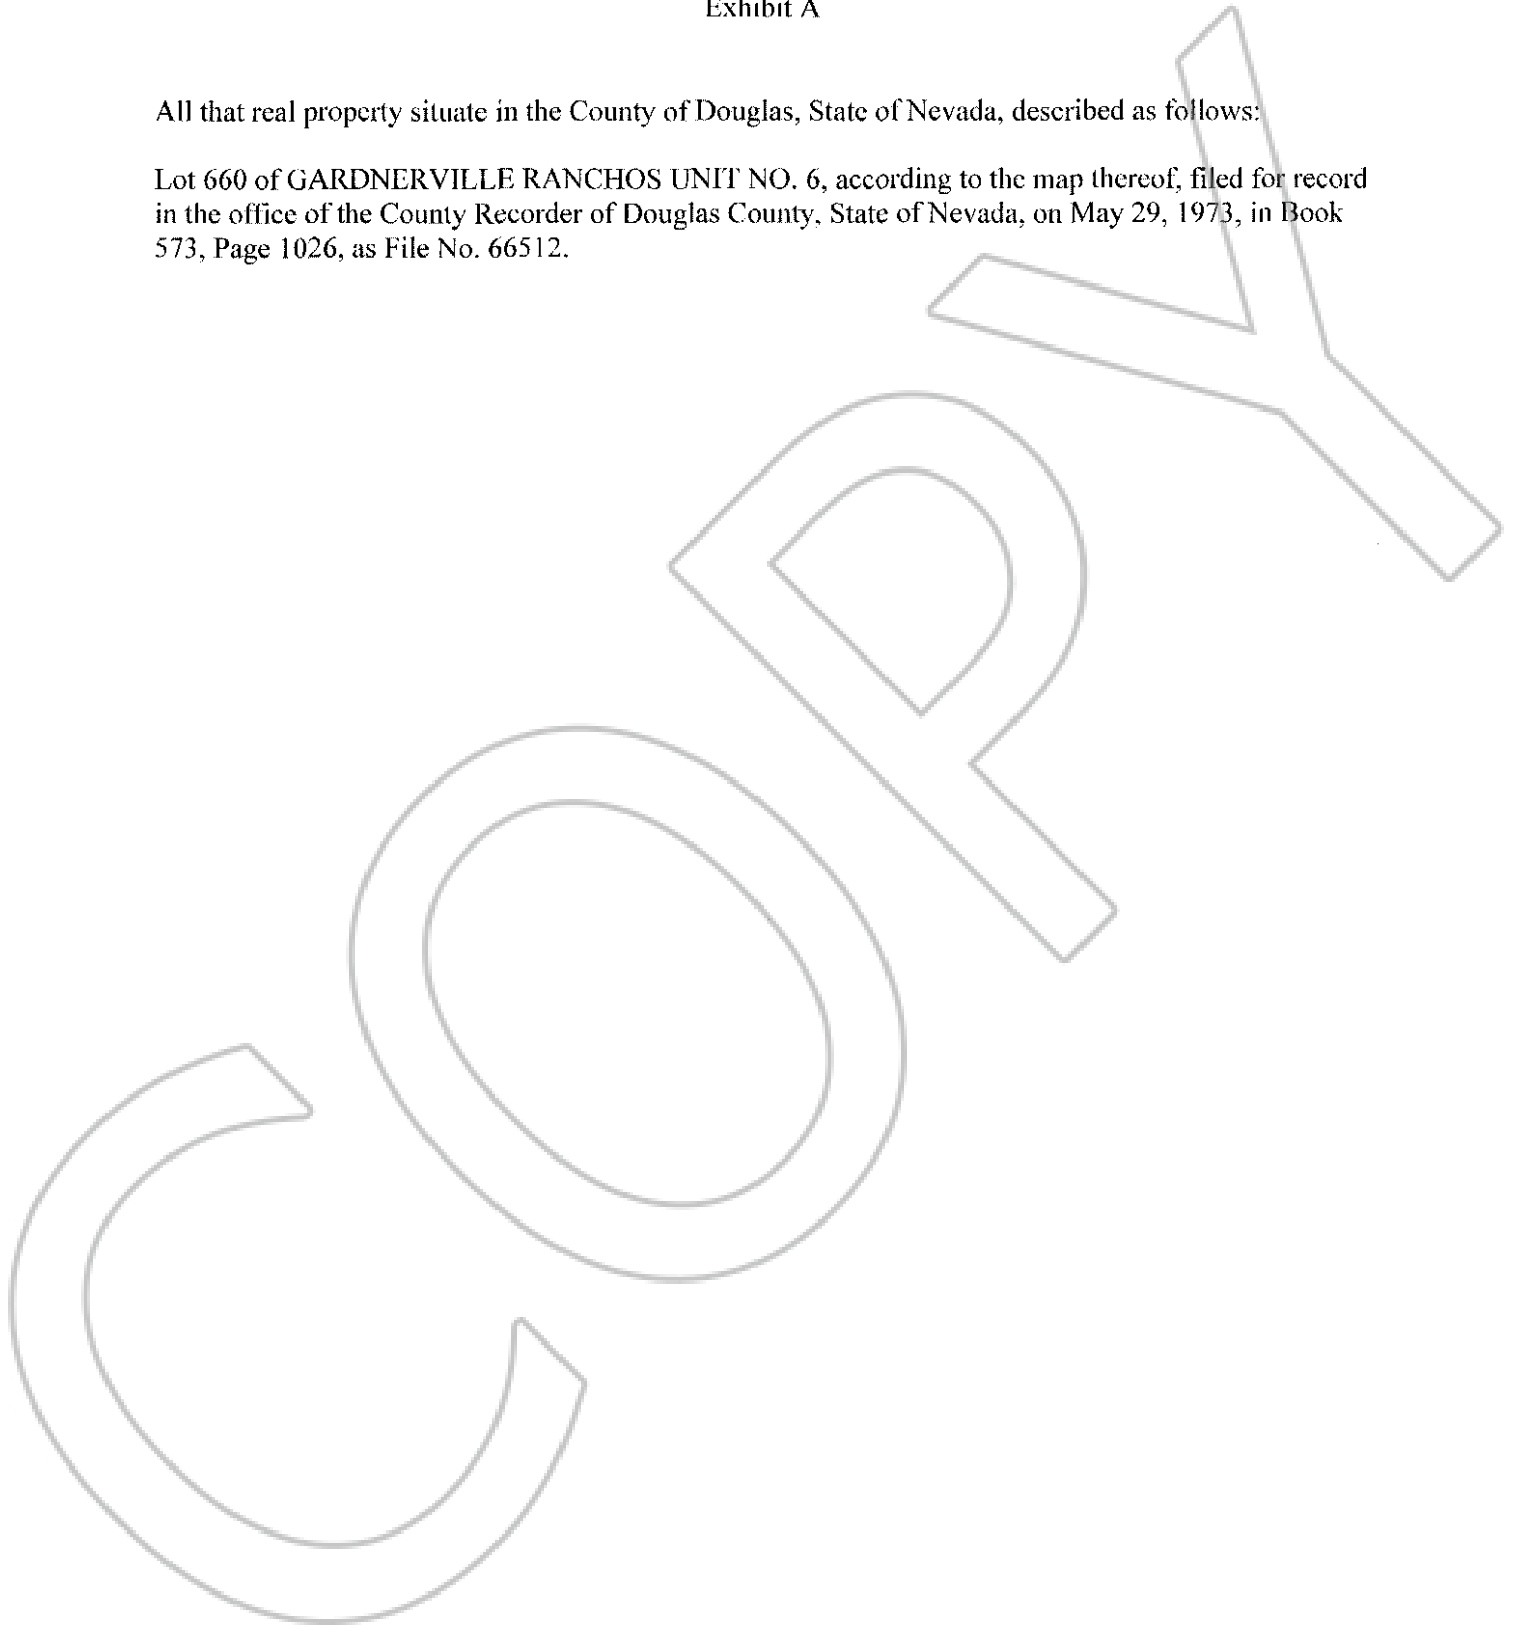 Exhibit A
All that real property situate in the County of Douglas, State of Nevada, described as follows:
Lot 660 of GARDNERVILLE RANCHOS UNIT NO. 6, according to the map thereof, filed for record
in the office of the County Recorder of Douglas County, State of Nevada, on May 29, 1973, in Book
573, Page 1026, as File No. 66512.
COPY